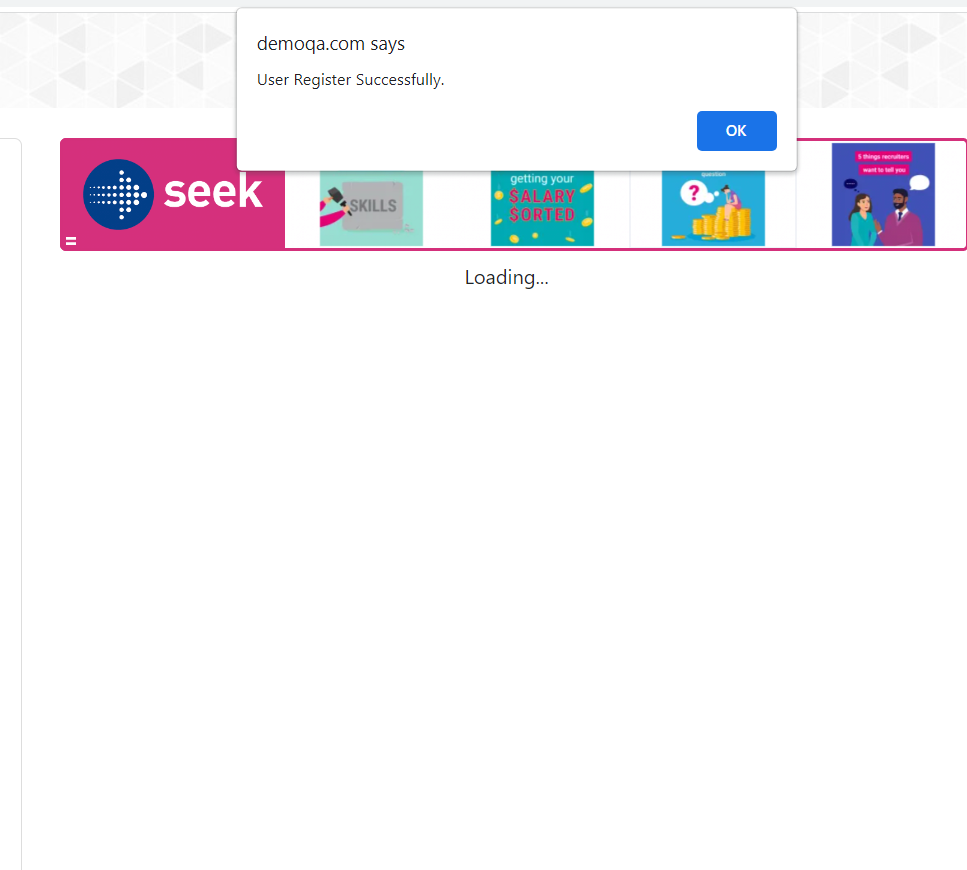 demoqa.com says
User Register Successfully.
OK
seek
SKILLS
getting your
SALARY
SORTED
question
?
5 things recruiters
want to tell you
Loading...